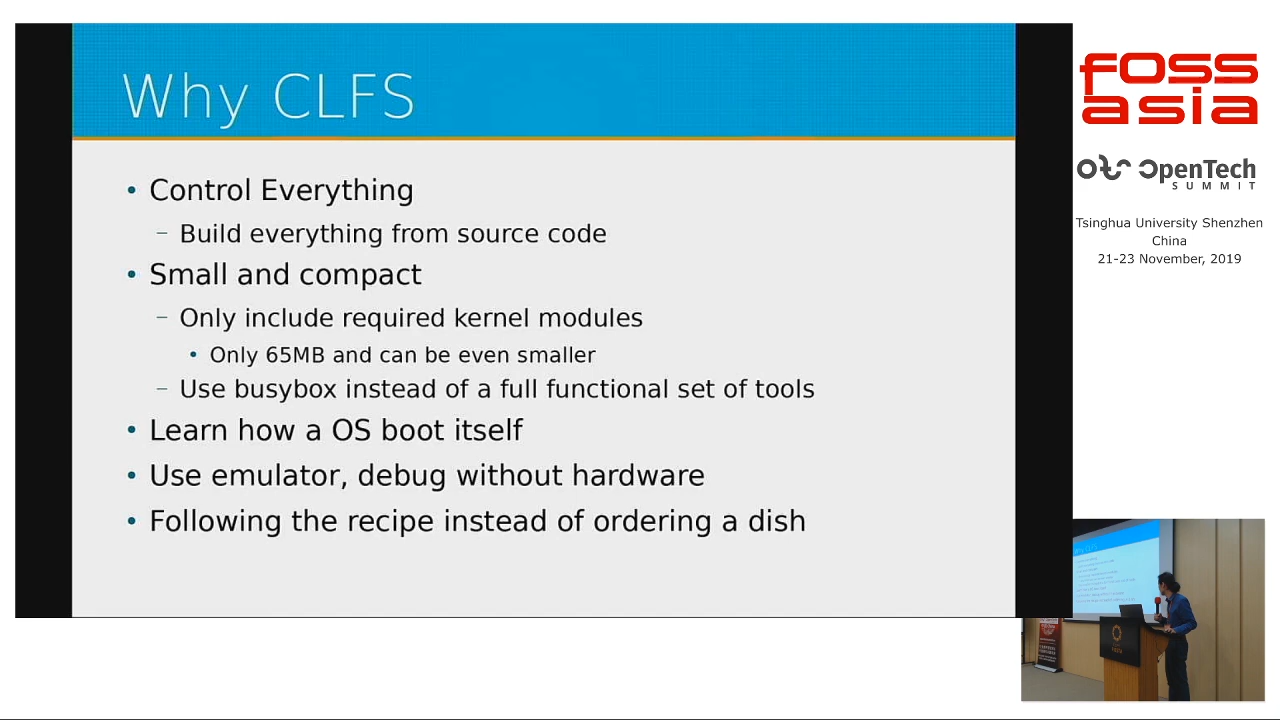 Why CLFS
• Control Everything
– Build everything from source code
• Small and compact
– Only include required kernel modules
• Only 65MB and can be even smaller
– Use busybox instead of a full functional set of tools
• Learn how a OS boot itself
• Use emulator, debug without hardware
• Following the recipe instead of ordering a dish
foss
asia
OpenTech
SUMMIT
Tsinghua University Shenzhen
China
21-23 November, 2019